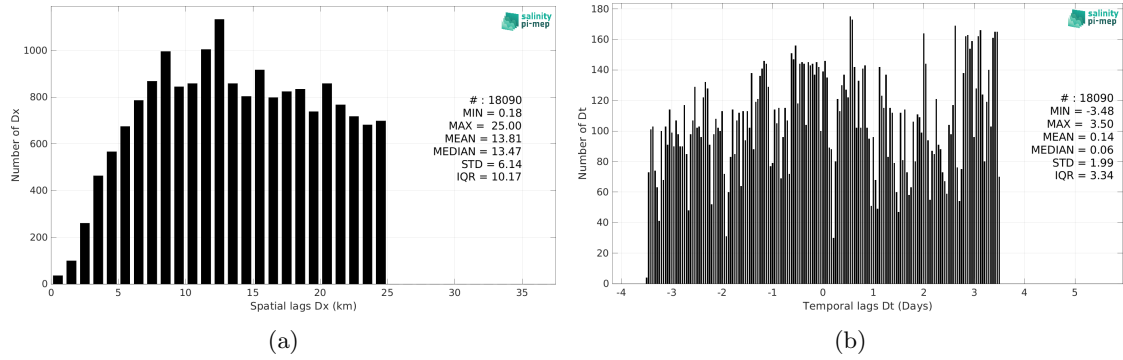 salinity
pi-mep
1000
800
600
400
200
0
Number of Dx
# : 18090
MIN = 0.18
MAX = 25.00
MEAN = 13.81
MEDIAN = 13.47
STD = 6.14
IQR = 10.17
0 5 10 15 20 25 30 35
Spatial lags Dx (km)
(a)
salinity
pi-mep
180
160
140
120
100
80
60
40
20
0
Number of Dt
# : 18090
MIN = -3.48
MAX = 3.50
MEAN = 0.14
MEDIAN = 0.06
STD = 1.99
IQR = 3.34
-4 -3 -2 -1 0 1 2 3 4 5
Temporal lags Dt (Days)
(b)